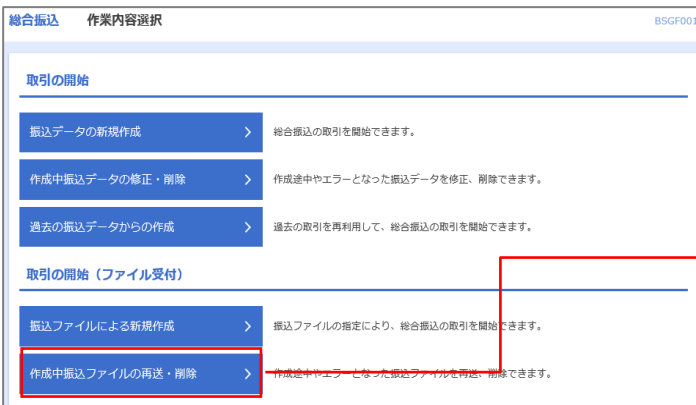 総合振込 作業内容選択 BSGF001
取引の開始
振込データの新規作成 総合振込の取引を開始できます。
作成中振込データの修正・削除 作成途中やエラーとなった振込データを修正、削除できます。
過去の振込データからの作成 過去の取引を再利用して、総合振込の取引を開始できます。
取引の開始（ファイル受付）
振込ファイルによる新規作成 振込ファイルの指定により、総合振込の取引を開始できます。
作成中振込ファイルの再送・削除 作成途中やエラーとなった振込ファイルを再送、削除できます。